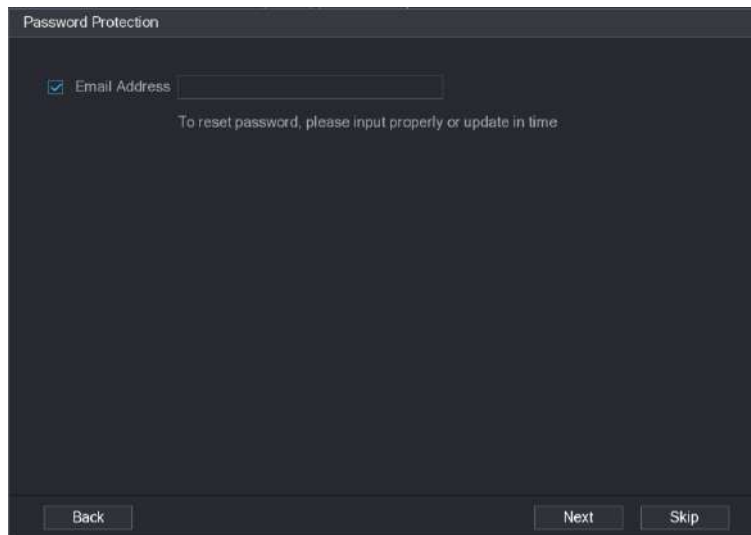 Password Protection
Email Address
To reset password, please input properly or update in time
Back Next Skip